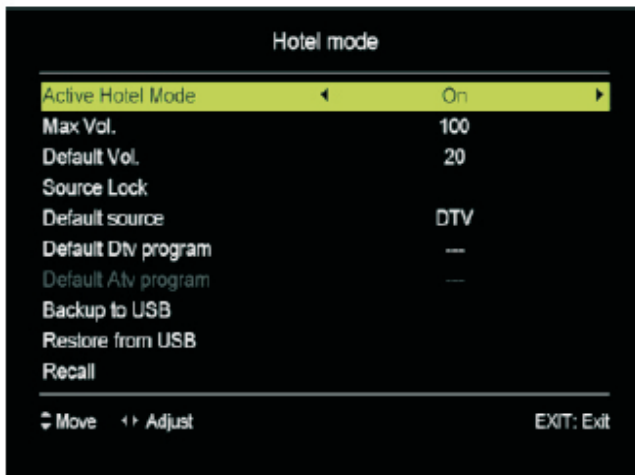 Hotel mode
Active Hotel Mode On
Max Vol. 100
Default Vol. 20
Source Lock
Default source DTV
Default Dtv program ---
Default Atv program ---
Backup to USB
Restore from USB
Recall
Move Adjust EXIT: Exit